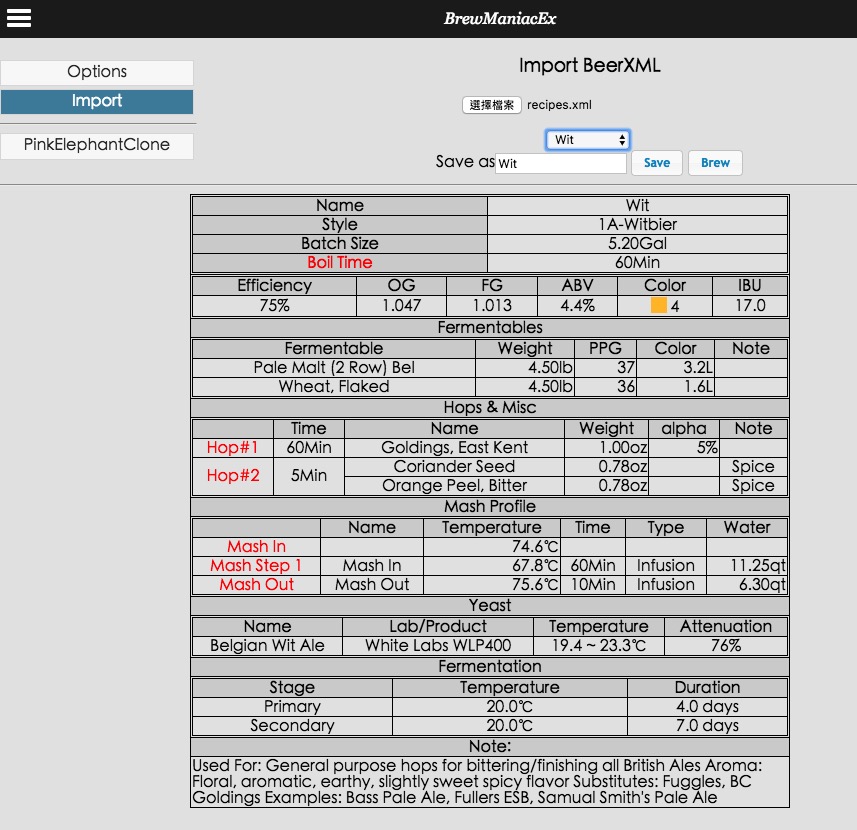 BrewManiacEx
Options
Import
PinkElephantClone
Import BeerXML
選擇檔案 recipes.xml
Wit
Save as Wit Save Brew
Name Wit
Style 1A-Witbier
Batch Size 5.20Gal
Boil Time 60Min
Efficiency OG FG ABV Color IBU
75% 1.047 1.013 4.4% 4 17.0
Fermentables
Fermentable Weight PPG Color Note
Pale Malt (2 Row) Bel 4.50lb 37 3.2L
Wheat, Flaked 4.50lb 36 1.6L
Hops & Misc
Time Name Weight alpha Note
Hop#1 60Min Goldings, East Kent 1.00oz 5%
Hop#2 5Min Coriander Seed 0.78oz Spice
Orange Peel, Bitter 0.78oz Spice
Mash Profile
Name Temperature Time Type Water
Mash In 74.6℃
Mash Step 1 Mash In 67.8℃ 60Min Infusion 11.25qt
Mash Out Mash Out 75.6℃ 10Min Infusion 6.30qt
Yeast
Name Lab/Product Temperature Attenuation
Belgian Wit Ale White Labs WLP400 19.4 ~ 23.3℃ 76%
Fermentation
Stage Temperature Duration
Primary 20.0℃ 4.0 days
Secondary 20.0℃ 7.0 days
Note:
Used For: General purpose hops for bittering/finishing all British Ales Aroma:
Floral, aromatic, earthy, slightly sweet spicy flavor Substitutes: Fuggles, BC
Goldings Examples: Bass Pale Ale, Fullers ESB, Samual Smith's Pale Ale